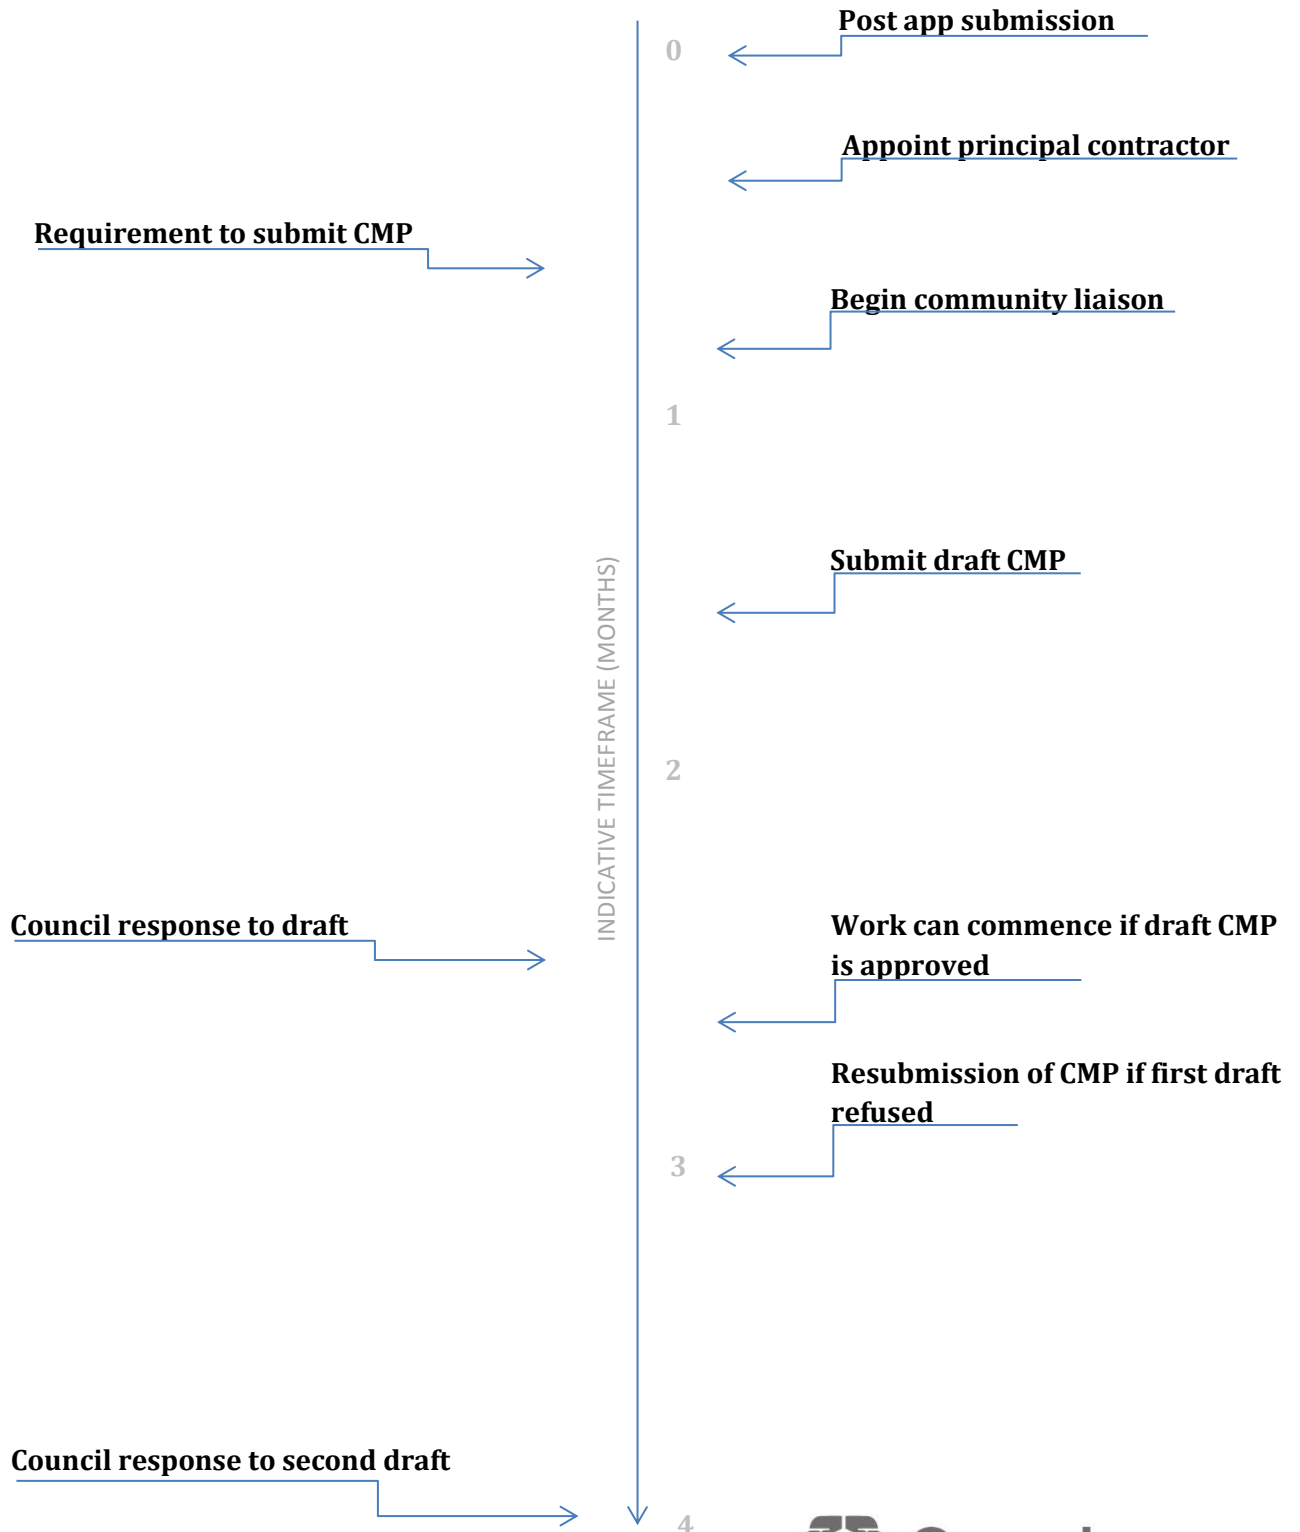 Post app submission
0
Appoint principal contractor
Requirement to submit CMP
Begin community liaison
1
Submit draft CMP
INDICATIVE TIMEFRAME (MONTHS)
2
Council response to draft
Work can commence if draft CMP
is approved
Resubmission of CMP if first draft
refused
3
Council response to second draft
4